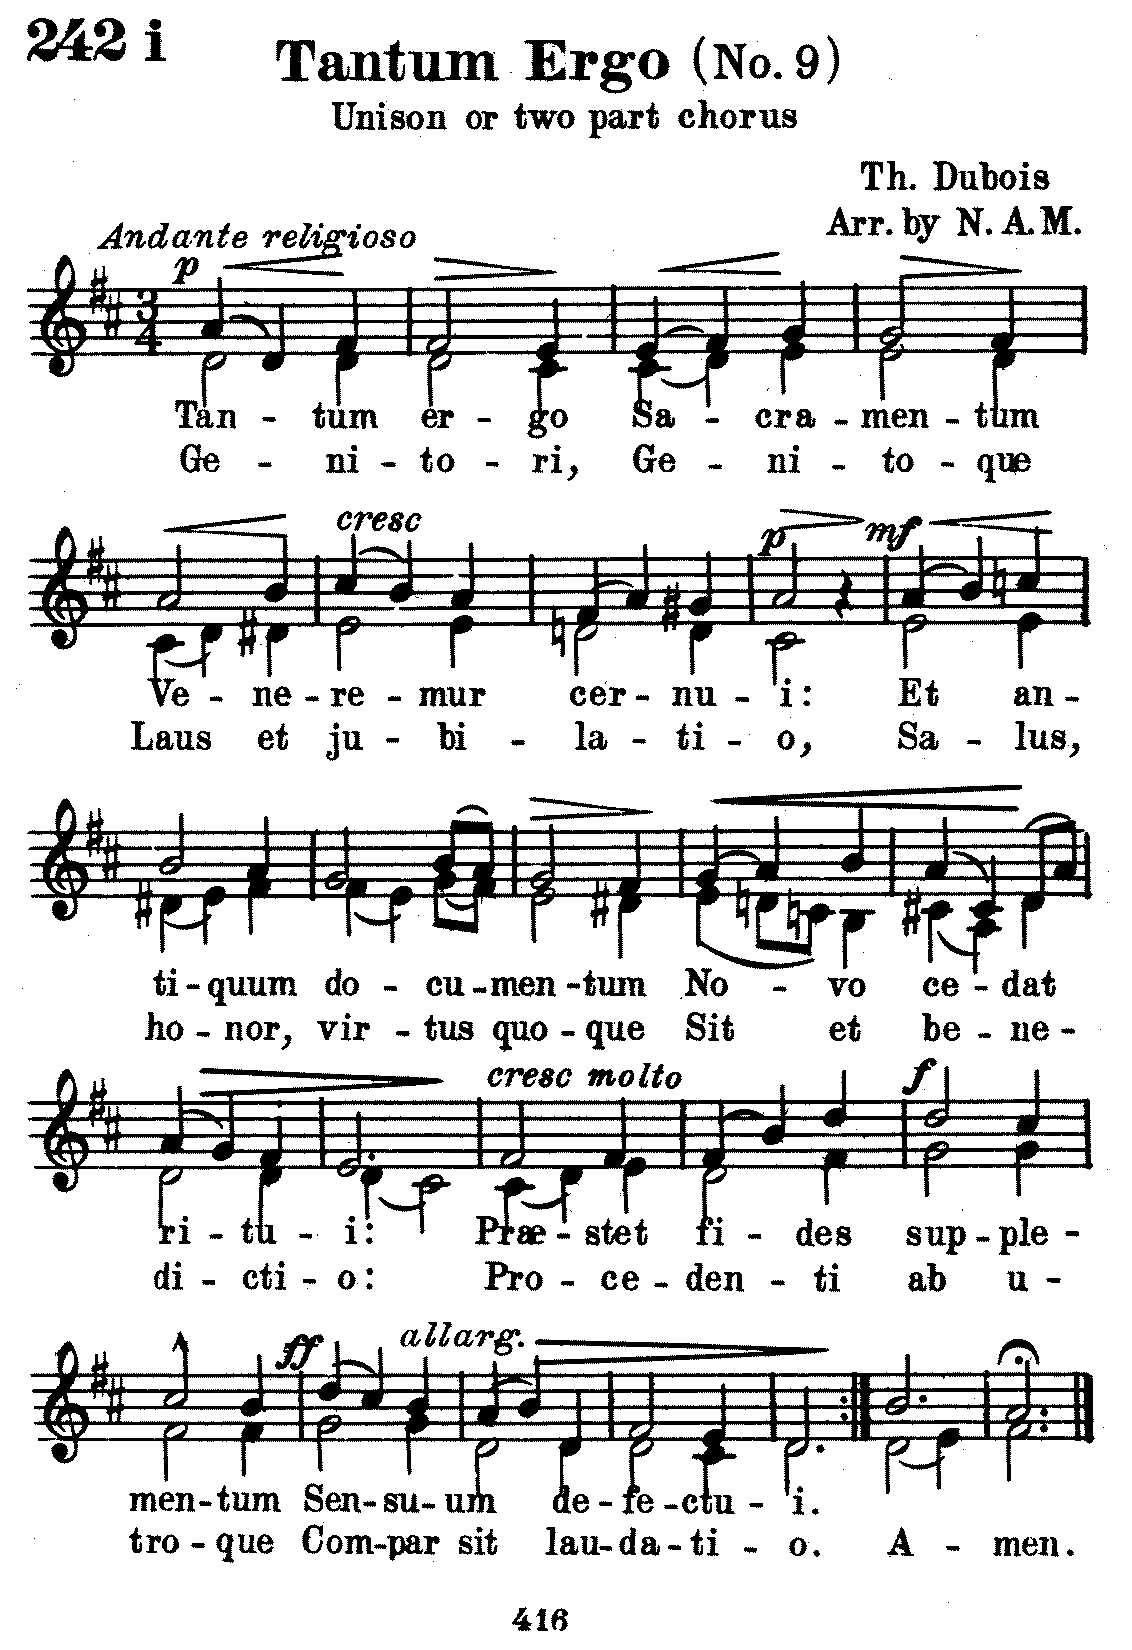 242 i
Tantum Ergo (No. 9)
Unison or two part chorus
Th. Dubois
Arr. by N. A. M.
Andante religioso
p
3
4
Tan - tum er - go Sa - cra - men - tum
Ge - ni - to - ri, Ge - ni - to - que
cresc p mf
Ve - ne - re - mur cer - nu - i: Et an -
Laus et ju - bi - la - ti - o, Sa - lus,
ti - quum do - cu - men - tum No - vo ce - dat
ho - nor, vir - tus quo - que Sit et be - ne -
cresc molto f
ri - tu - i: Præ - stet fi - des sup - ple -
di - cti - o: Pro - ce - den - ti ab u -
ff allarg.
men - tum Sen - su - um de - fe - ctu - i.
tro - que Com - par sit lau - da - ti - o. A - men.
416